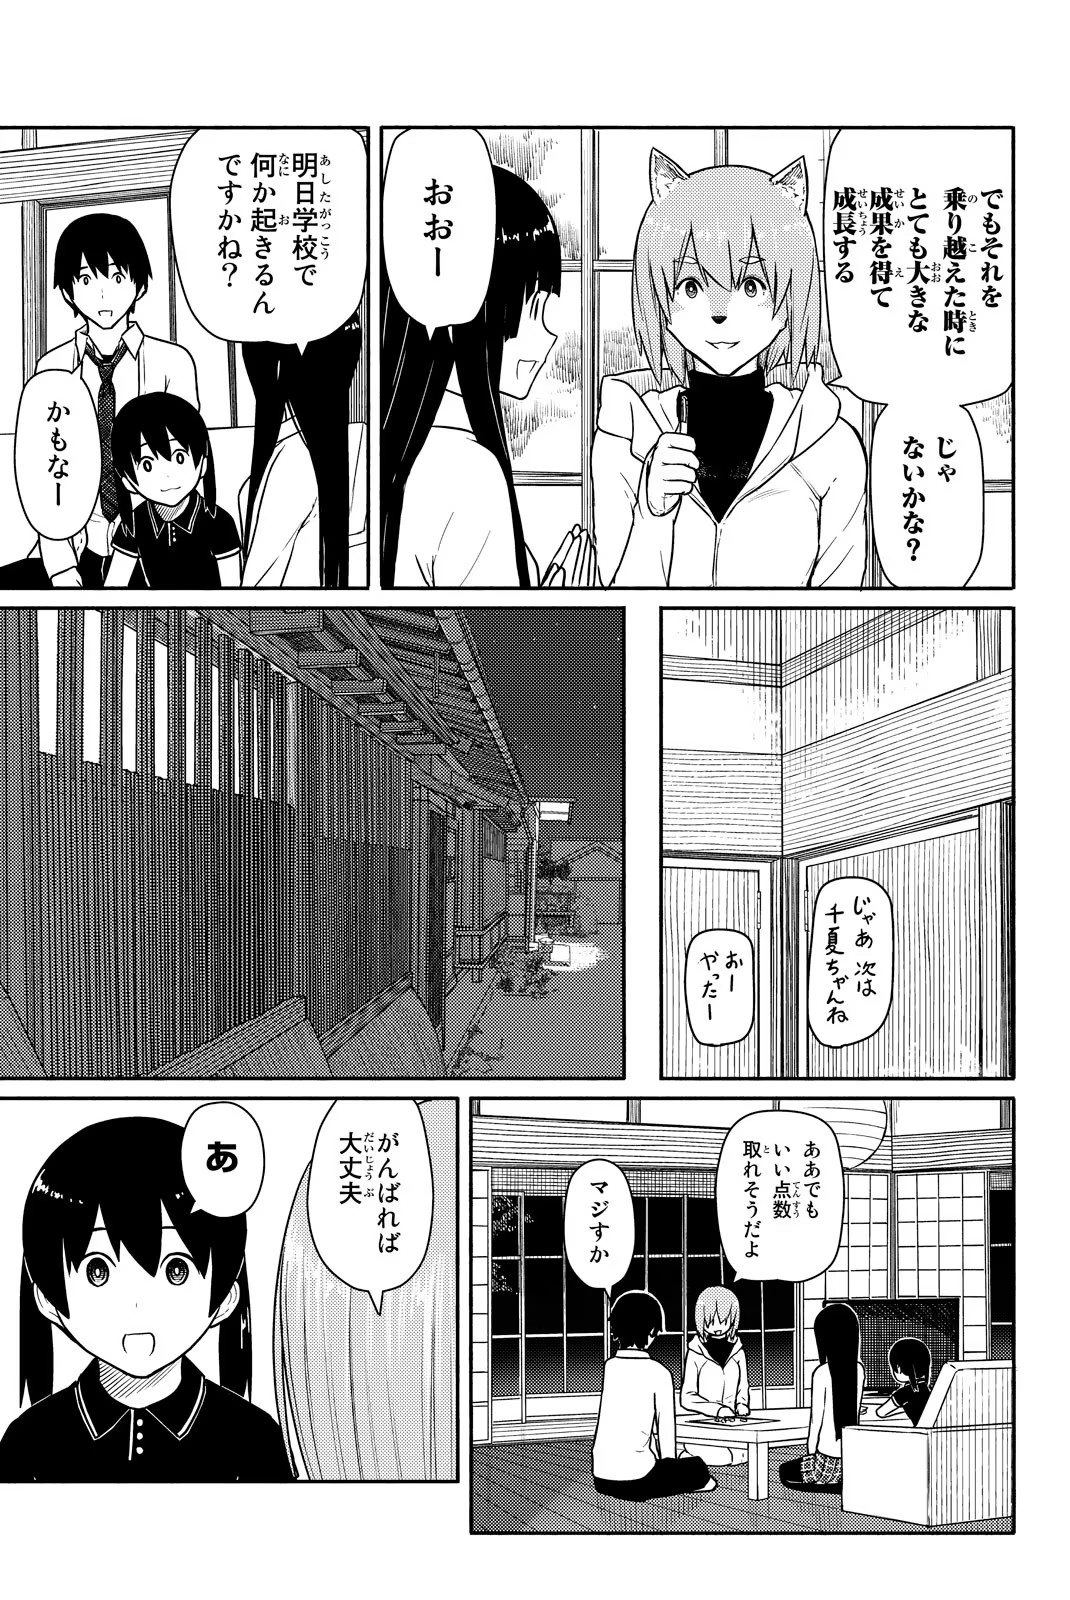 でもそれを
乗り越えた時に
とても大きな
成果を得て
成長する
じゃ
ないかな？
おおー
明日学校で
何か起きるん
ですかね？
かもなー
じゃあ 次は
千夏ちゃんね
おー
やったー
ああでも
いい点数
取れそうだよ
マジすか
がんばれば
大丈夫
あ